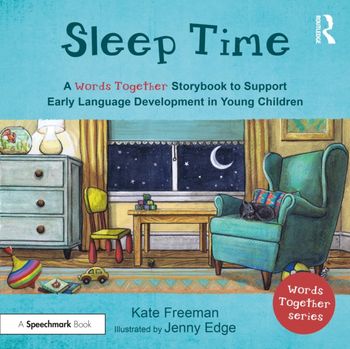 Sleep Time
ROUTLEDGE
A Words Together Storybook to Support
Early Language Development in Young Children
Words
Together
series
Kate Freeman
Illustrated by Jenny Edge
A Speechmark Book